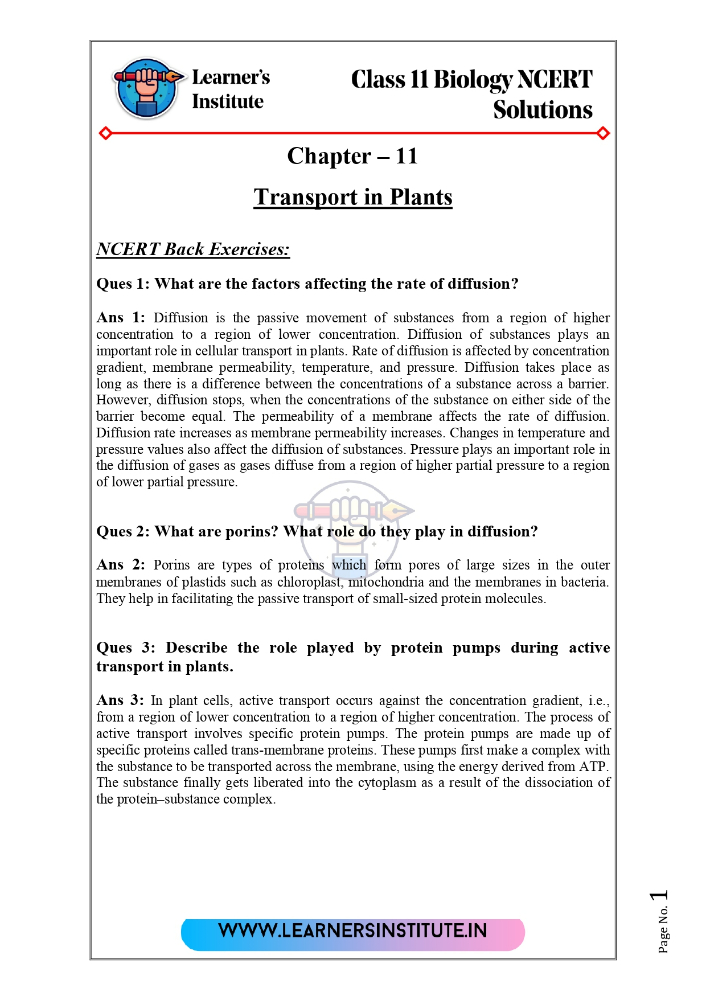 Learner's
Institute
Class 11 Biology NCERT
Solutions
Chapter – 11
Transport in Plants
NCERT Back Exercises:
Ques 1: What are the factors affecting the rate of diffusion?
Ans 1: Diffusion is the passive movement of substances from a region of higher
concentration to a region of lower concentration. Diffusion of substances plays an
important role in cellular transport in plants. Rate of diffusion is affected by concentration
gradient, membrane permeability, temperature, and pressure. Diffusion takes place as
long as there is a difference between the concentrations of a substance across a barrier.
However, diffusion stops, when the concentrations of the substance on either side of the
barrier become equal. The permeability of a membrane affects the rate of diffusion.
Diffusion rate increases as membrane permeability increases. Changes in temperature and
pressure values also affect the diffusion of substances. Pressure plays an important role in
the diffusion of gases as gases diffuse from a region of higher partial pressure to a region
of lower partial pressure.
Ques 2: What are porins? What role do they play in diffusion?
Ans 2: Porins are types of proteins which form pores of large sizes in the outer
membranes of plastids such as chloroplast, mitochondria and the membranes in bacteria.
They help in facilitating the passive transport of small-sized protein molecules.
Ques 3: Describe the role played by protein pumps during active
transport in plants.
Ans 3: In plant cells, active transport occurs against the concentration gradient, i.e.,
from a region of lower concentration to a region of higher concentration. The process of
active transport involves specific protein pumps. The protein pumps are made up of
specific proteins called trans-membrane proteins. These pumps first make a complex with
the substance to be transported across the membrane, using the energy derived from ATP.
The substance finally gets liberated into the cytoplasm as a result of the dissociation of
the protein–substance complex.
WWW.LEARNERSINSTITUTE.IN
Page No. 1